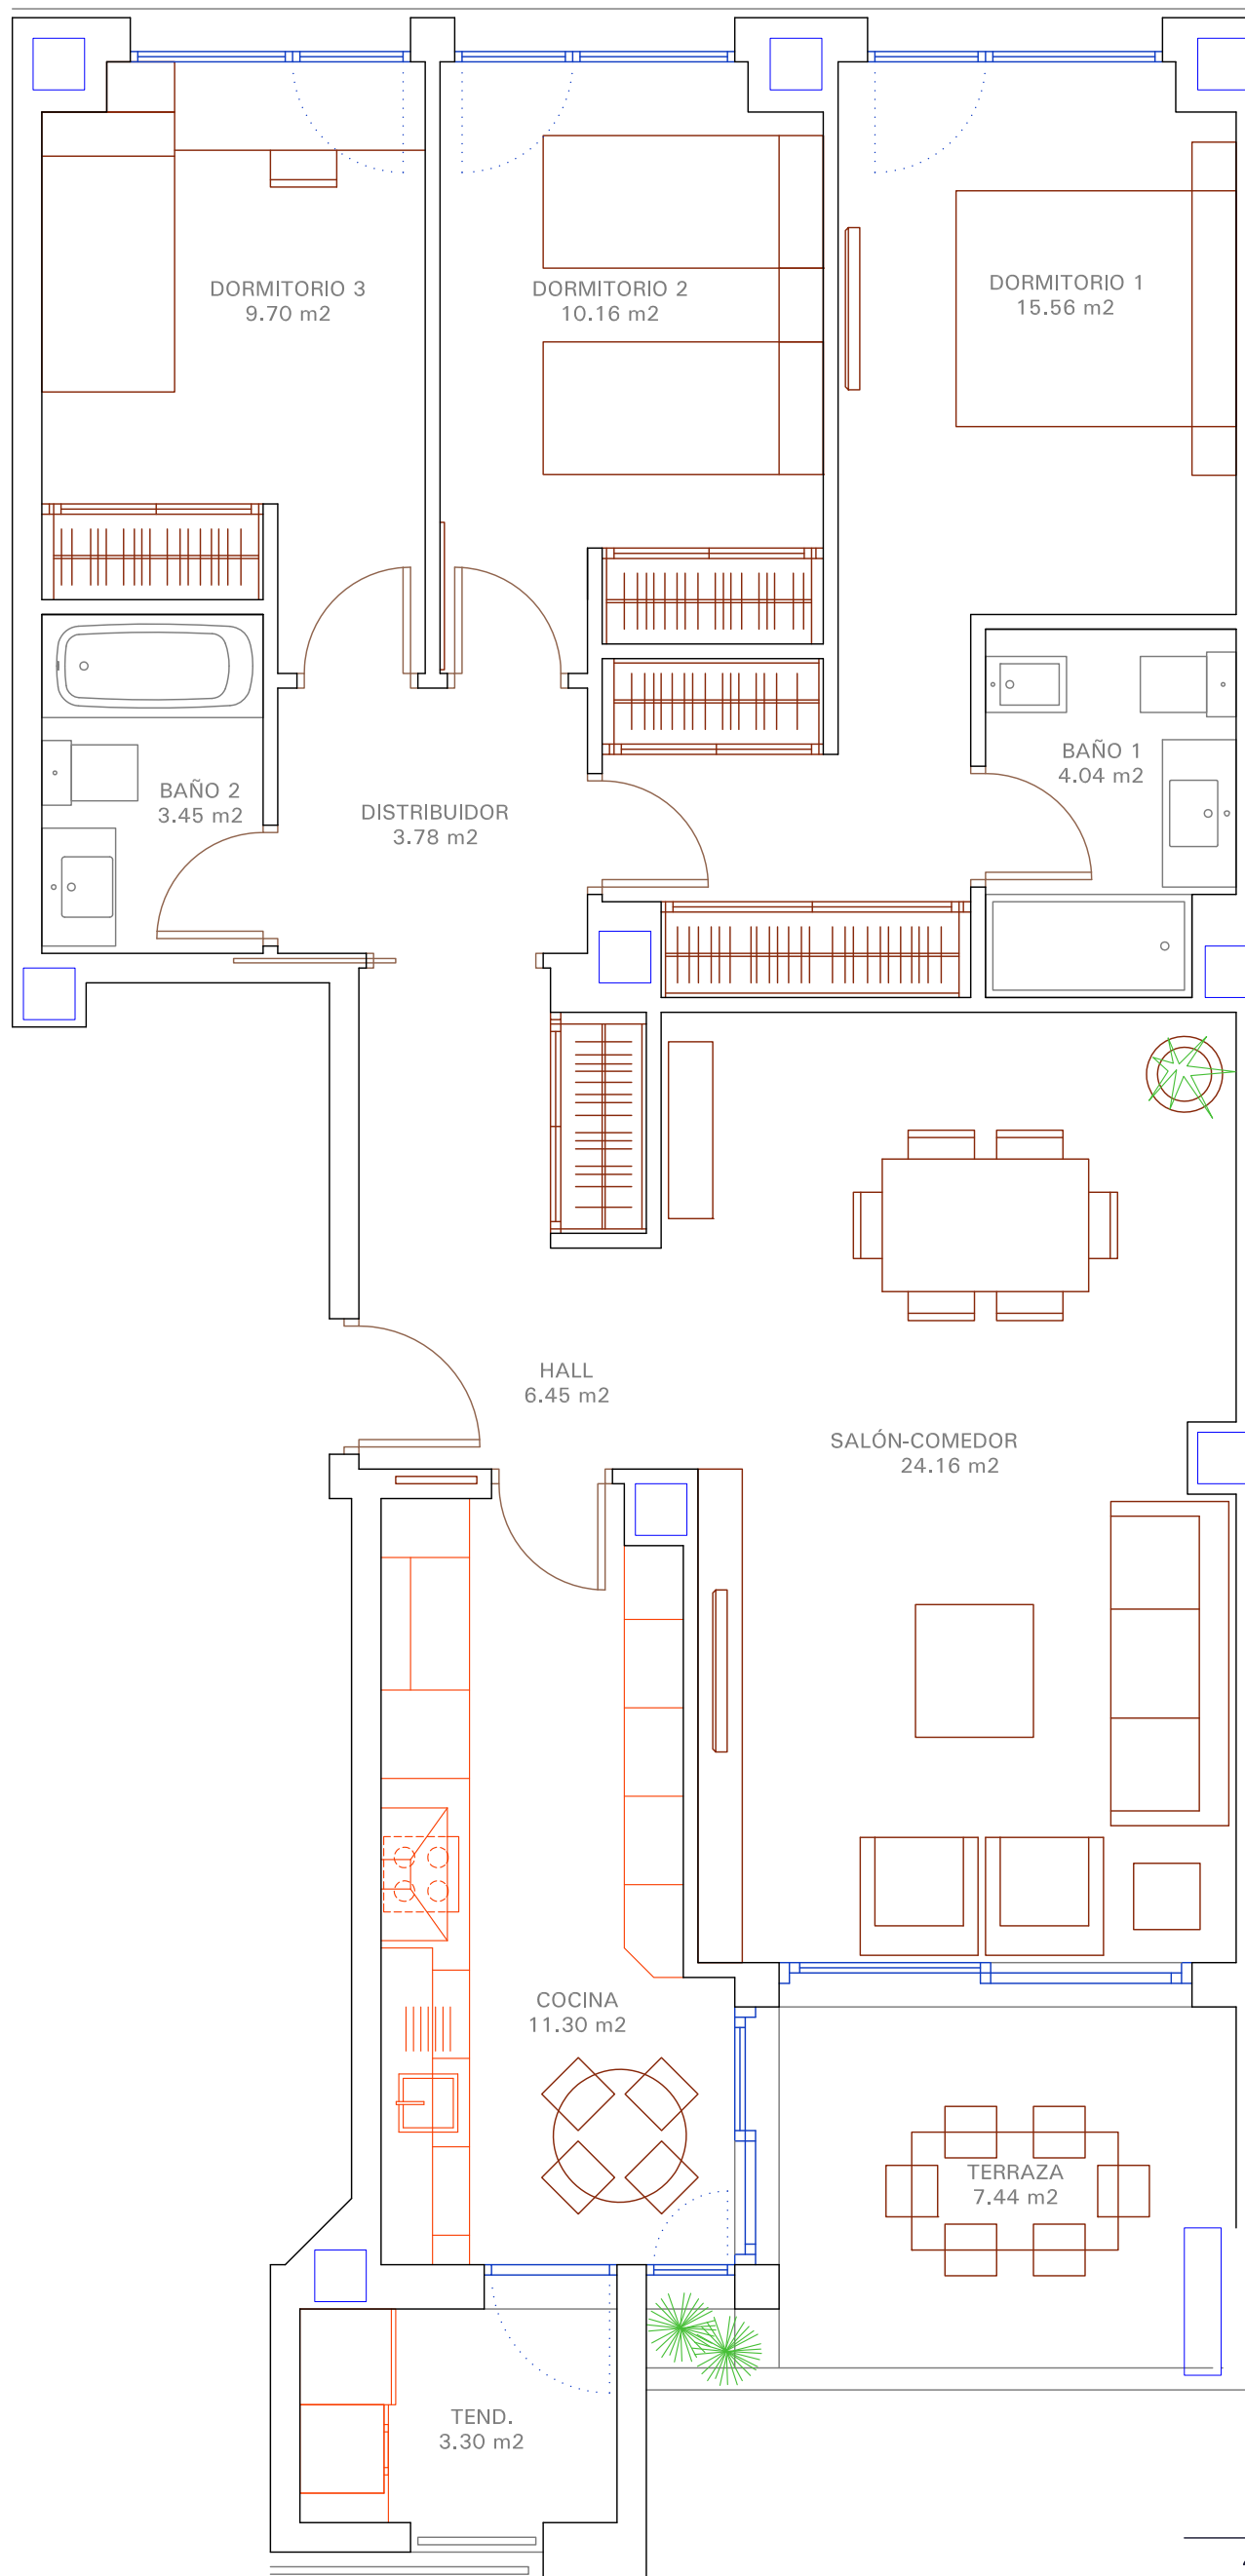 DORMITORIO 3
9.70 m2
DORMITORIO 2
10.16 m2
DORMITORIO 1
15.56 m2
BAÑO 2
3.45 m2
DISTRIBUIDOR
3.78 m2
BAÑO 1
4.04 m2
HALL
6.45 m2
SALÓN-COMEDOR
24.16 m2
COCINA
11.30 m2
TERRAZA
7.44 m2
TEND.
3.30 m2